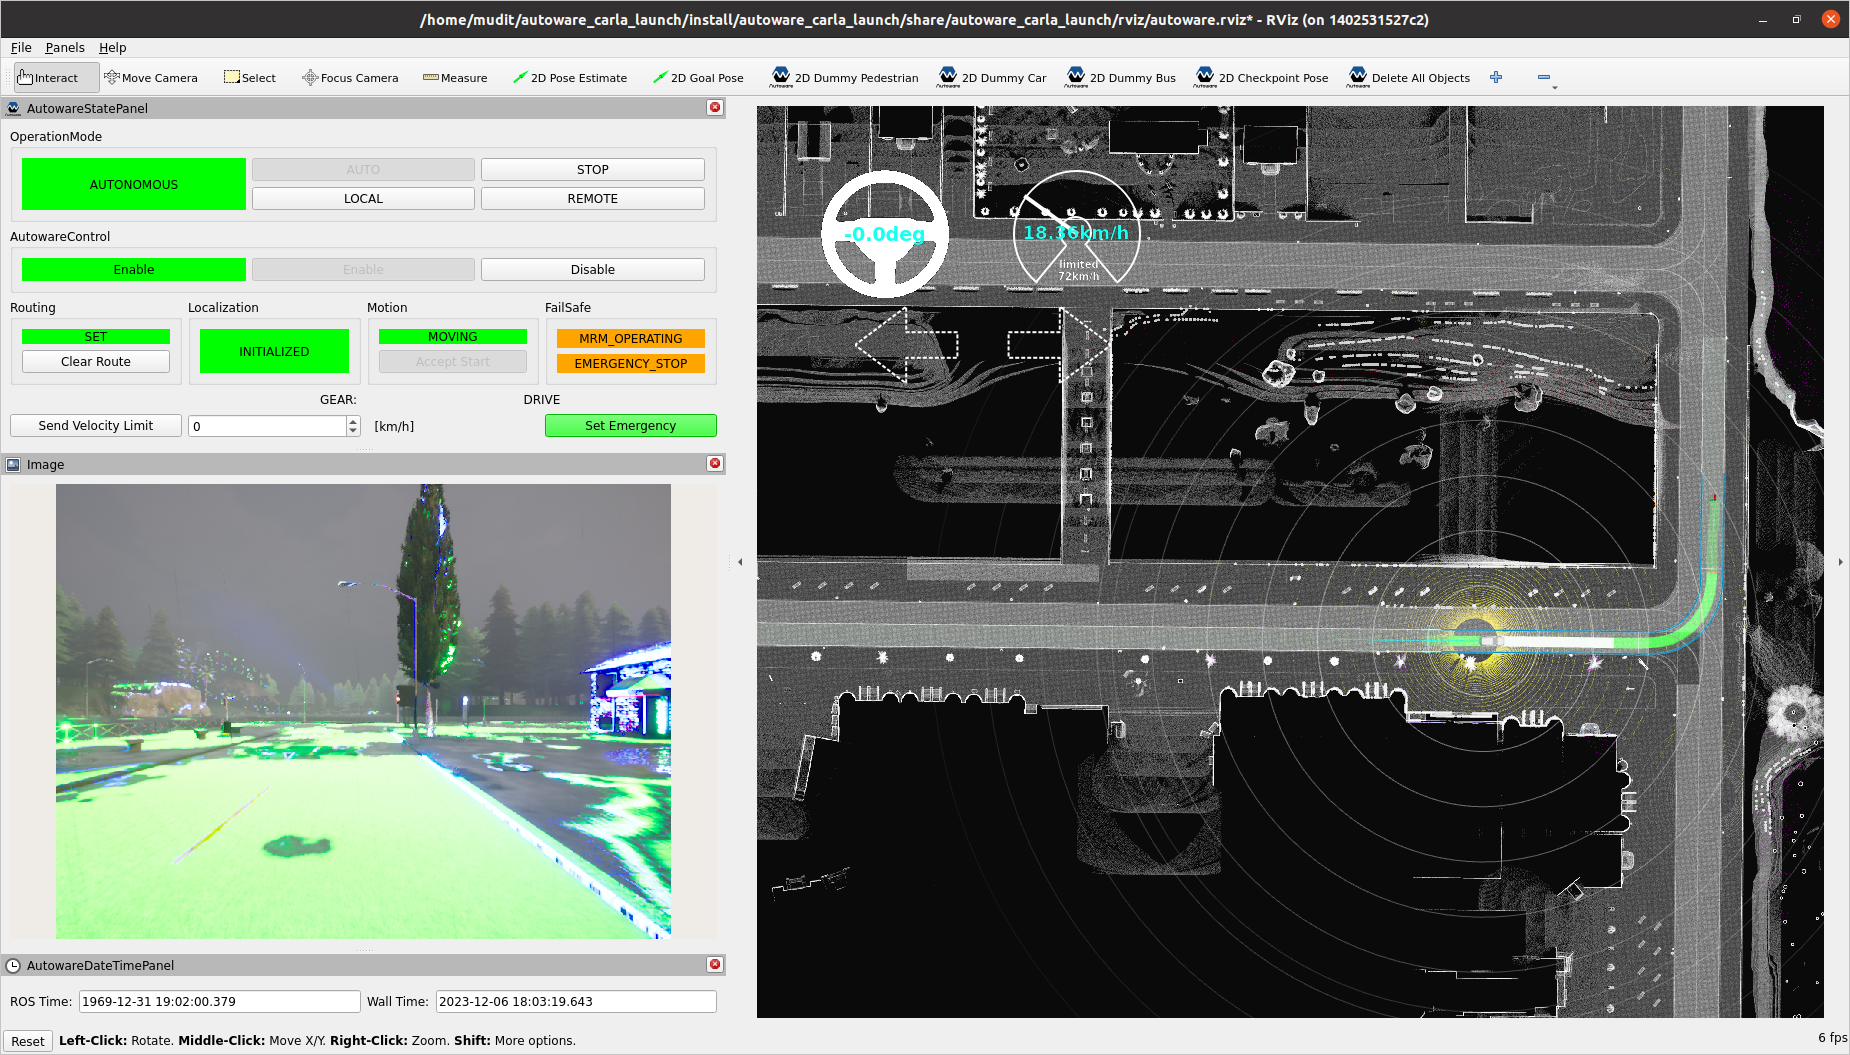 /home/mudit/autoware_carla_launch/install/autoware_carla_launch/share/autoware_carla_launch/rviz/autoware.rviz* - RViz (on 1402531527c2)
File Panels Help
Interact Move Camera Select Focus Camera Measure 2D Pose Estimate 2D Goal Pose 2D Dummy Pedestrian 2D Dummy Car 2D Dummy Bus 2D Checkpoint Pose Delete All Objects
Autoware Autoware Autoware Autoware Autoware
AutowareStatePanel
OperationMode
AUTONOMOUS
AUTO STOP
LOCAL REMOTE
AutowareControl
Enable Enable Disable
Routing Localization Motion FailSafe
SET INITIALIZED MOVING MRM_OPERATING
Clear Route Accept Start EMERGENCY_STOP
GEAR: DRIVE
Send Velocity Limit 0 [km/h] Set Emergency
Image
AutowareDateTimePanel
ROS Time: 1969-12-31 19:02:00.379 Wall Time: 2023-12-06 18:03:19.643
Reset Left-Click: Rotate. Middle-Click: Move X/Y. Right-Click: Zoom. Shift: More options.
-0.0deg
18.36km/h
limited
72km/h
6 fps